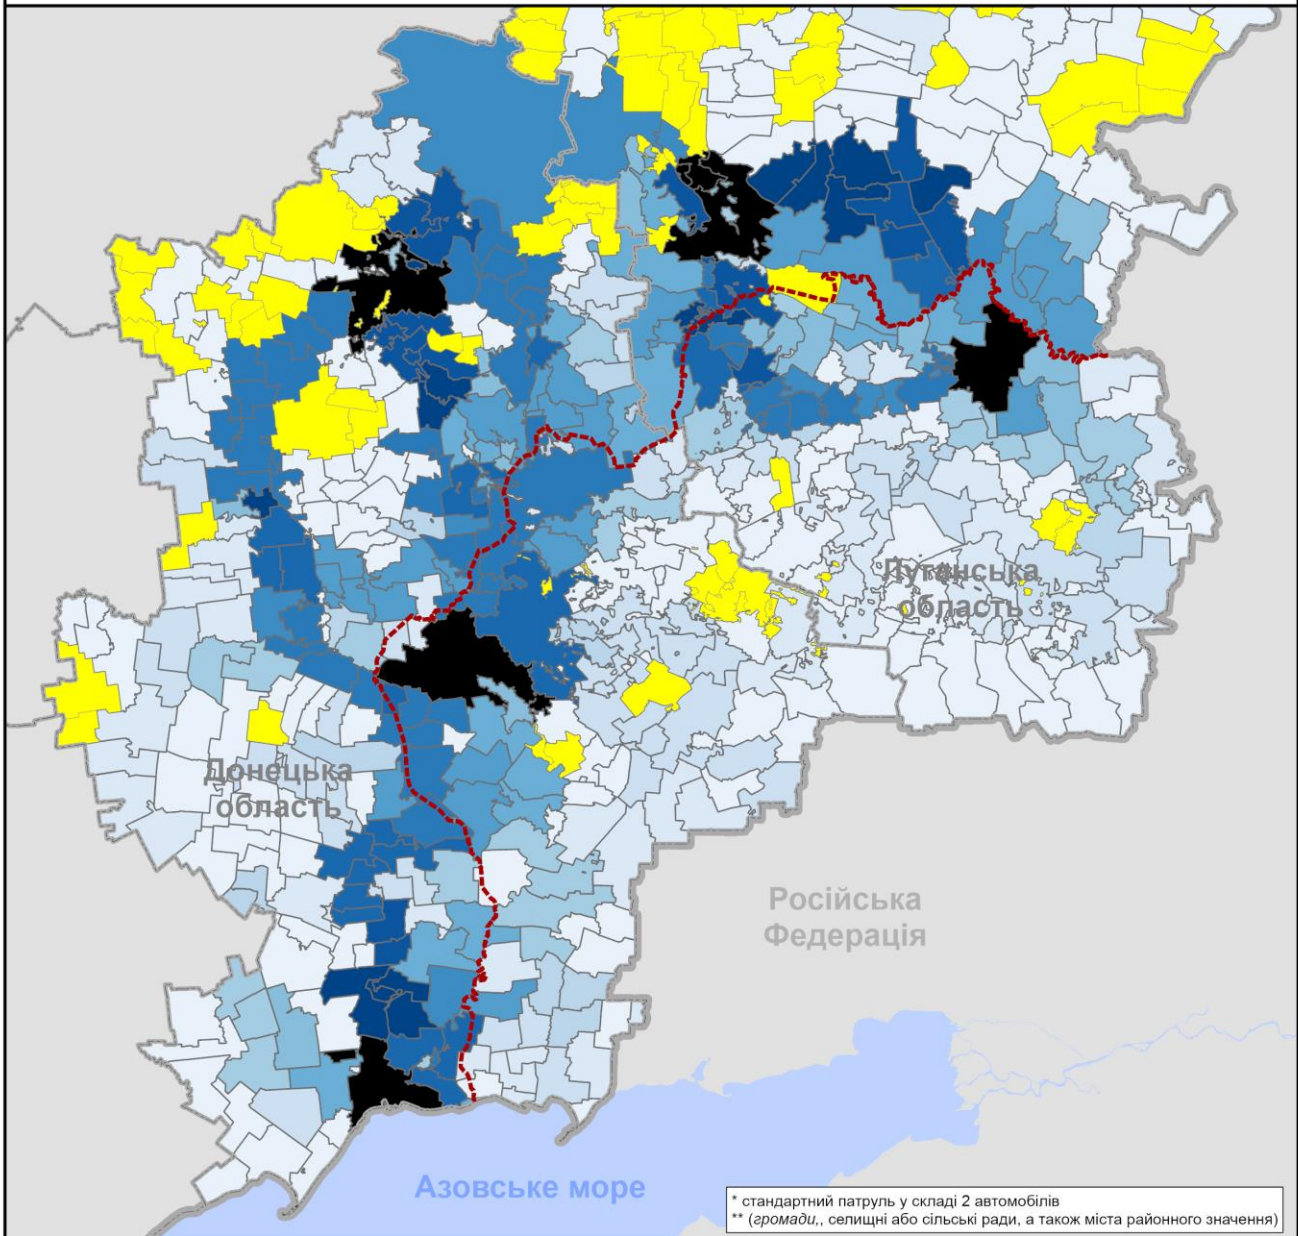 Луганська
область
Донецька
область
Російська
Федерація
Азовське море
* стандартний патруль у складі 2 автомобілів
** (громади,, селищні або сільські ради, а також міста районного значення)